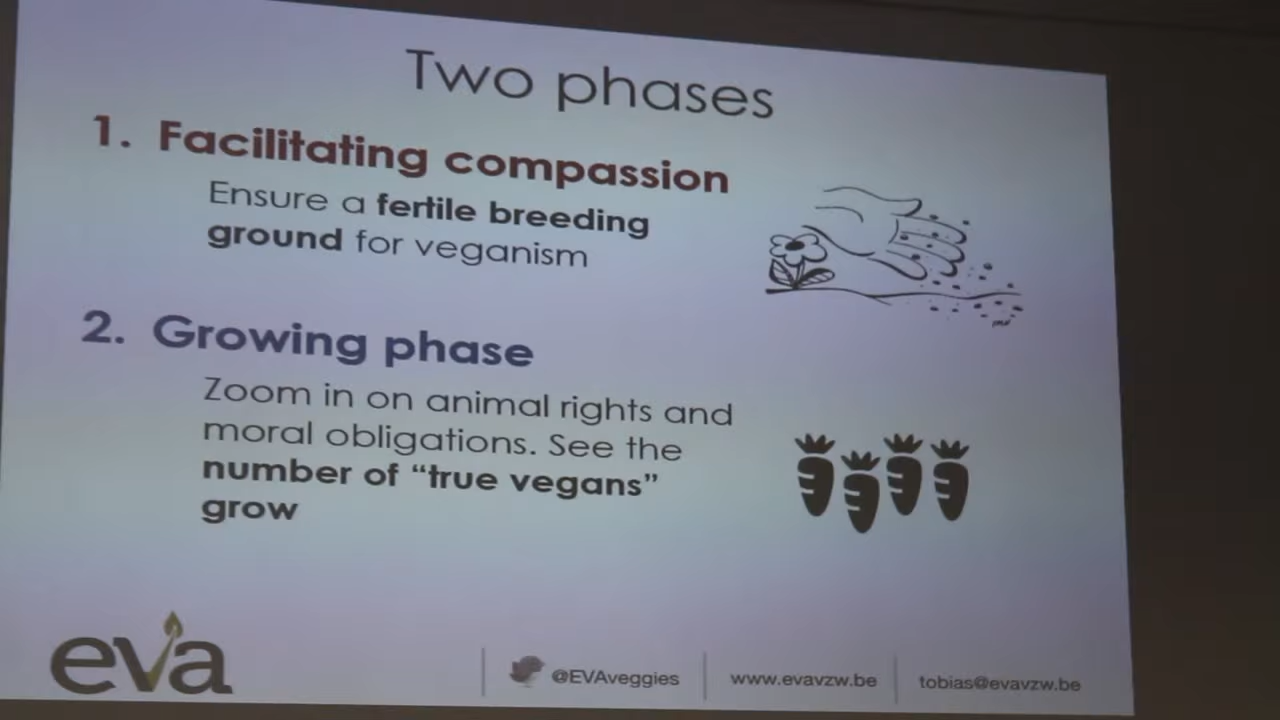 Two phases
1. Facilitating compassion
Ensure a fertile breeding
ground for veganism
2. Growing phase
Zoom in on animal rights and
moral obligations. See the
number of “true vegans”
grow
eva
@EVAveggies
www.evavzw.be
tobias@evavzw.be